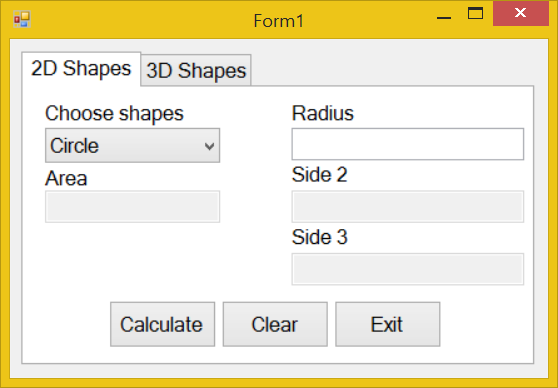 Form1
2D Shapes 3D Shapes
Choose shapes Radius
Circle
Area Side 2
Side 3
Calculate Clear Exit